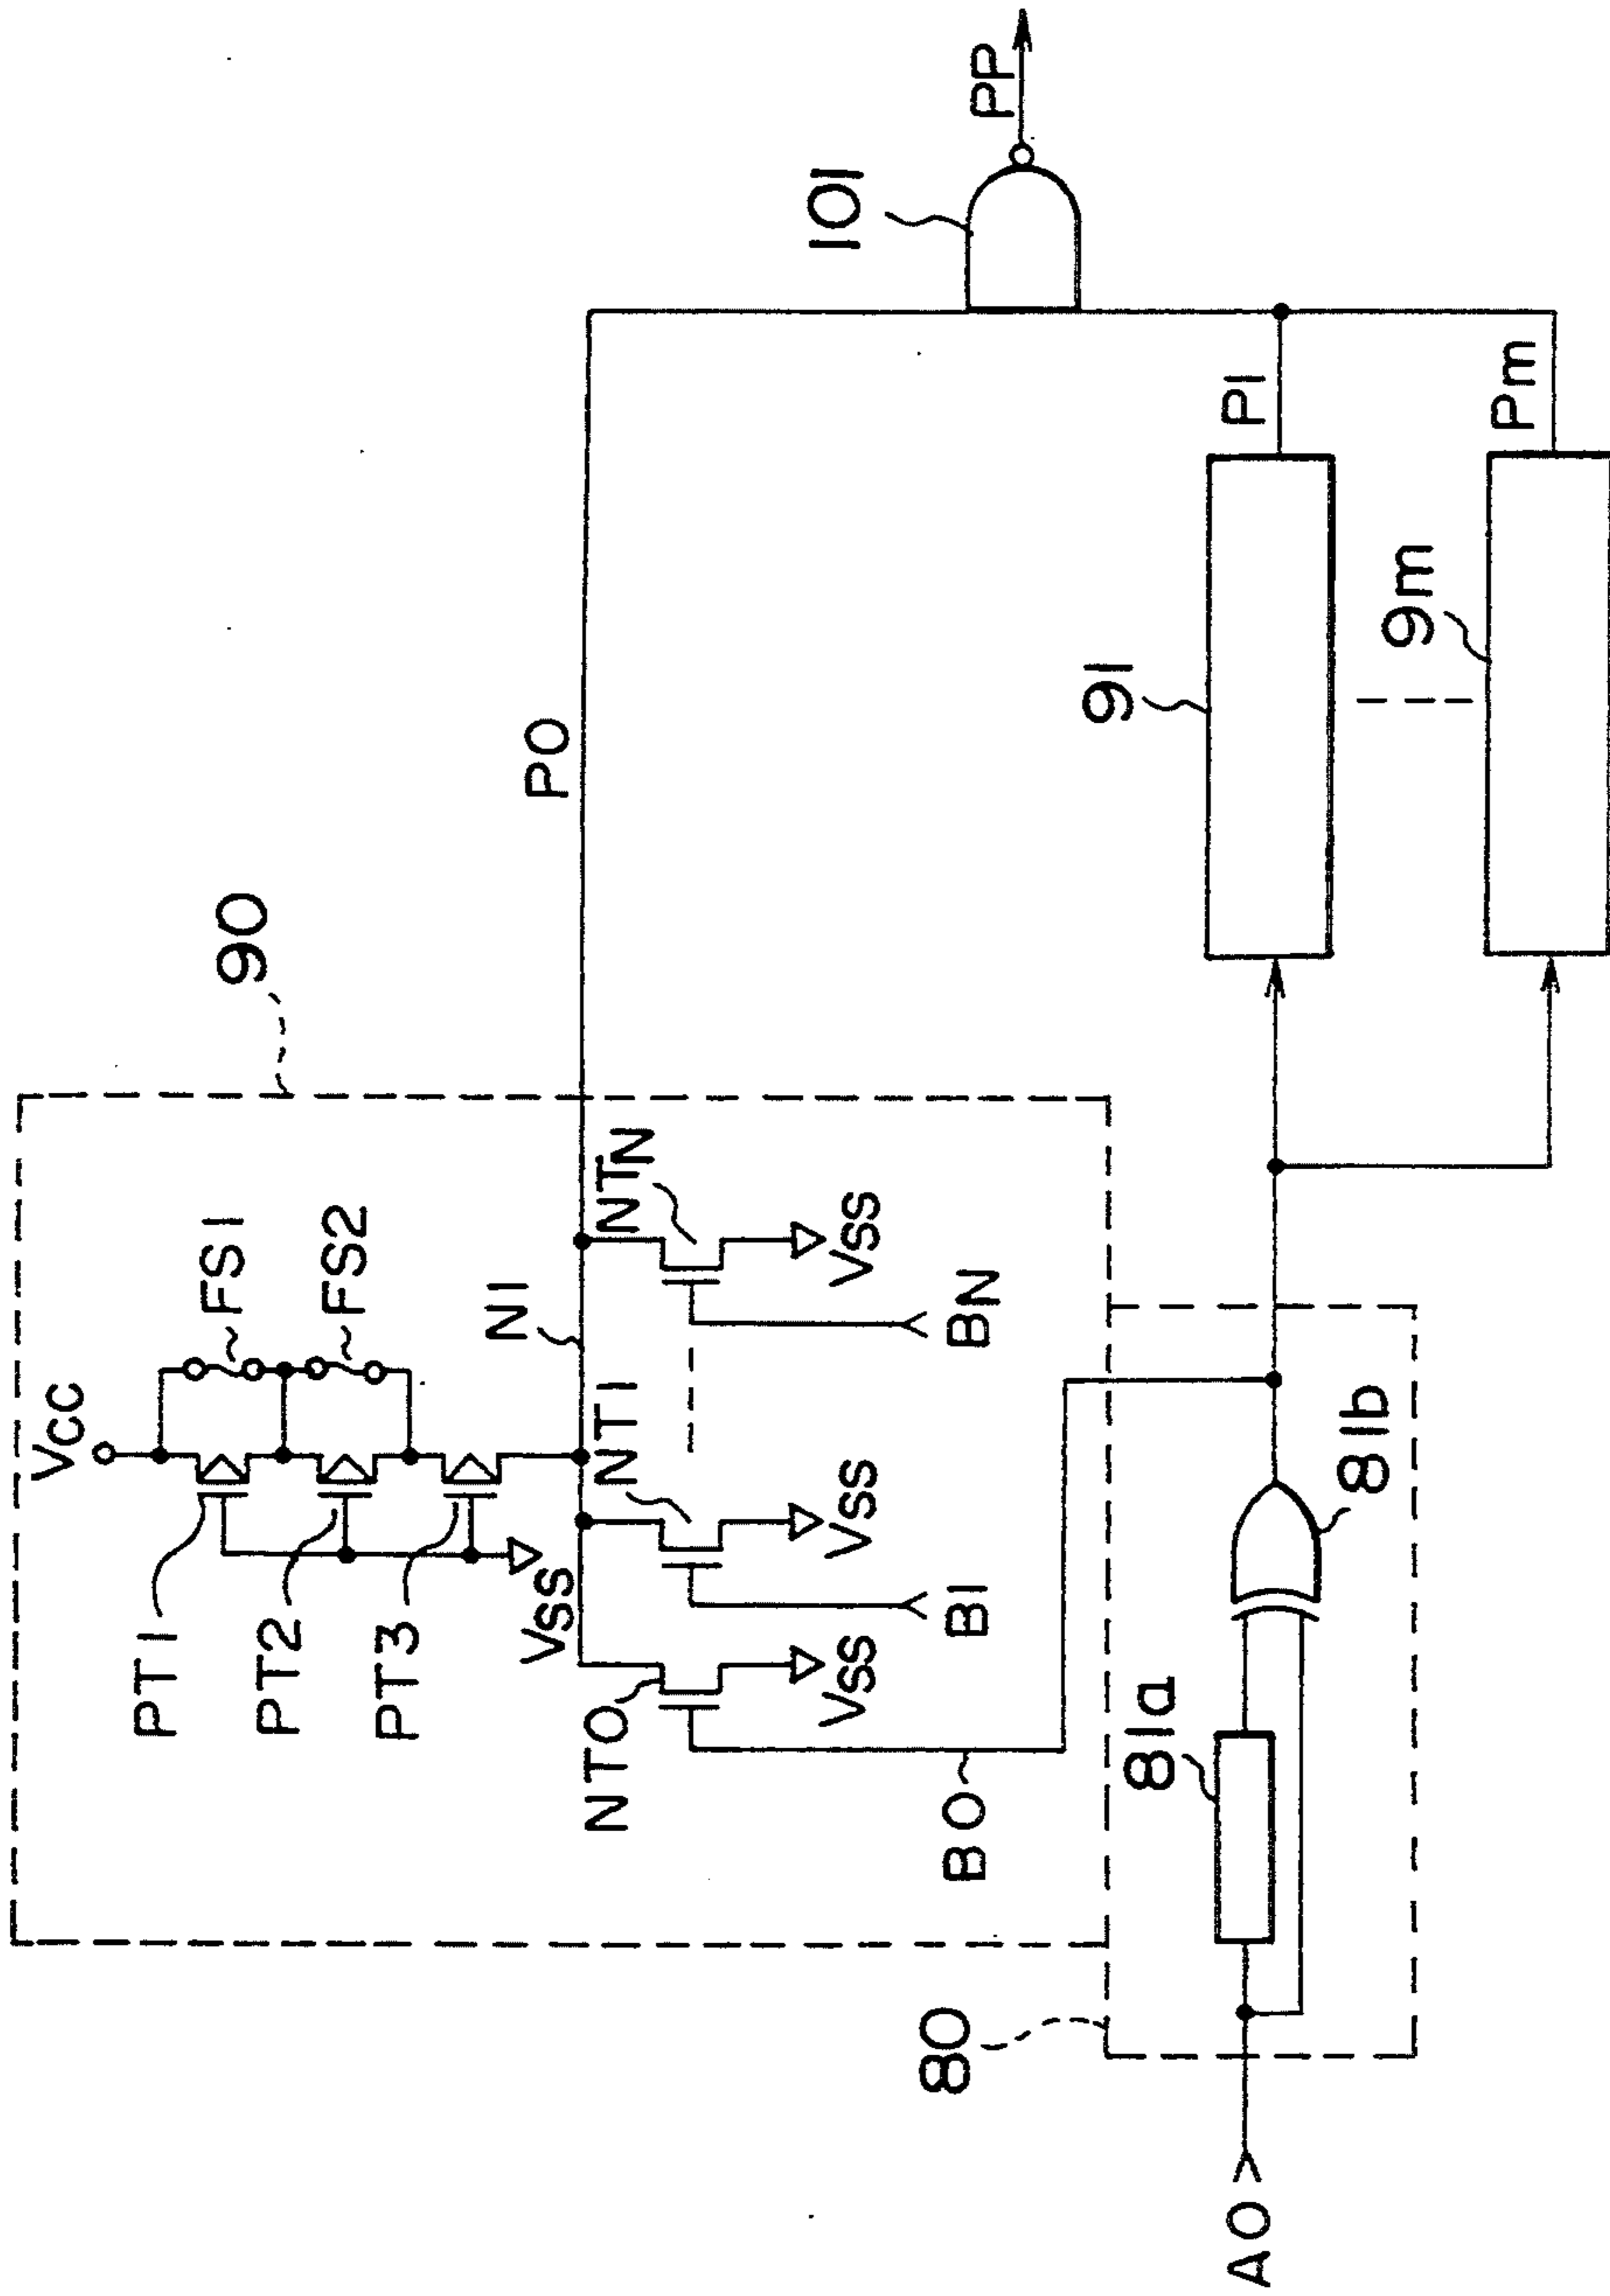 VCC
FS1
FS2
PT1
PT2
PT3
VSS
90
N1
NT0
NT1
NTN
VSS
VSS
VSS
B0
B1
BN
P0
101
PP
80
A0
81a
81b
91
P1
9m
Pm